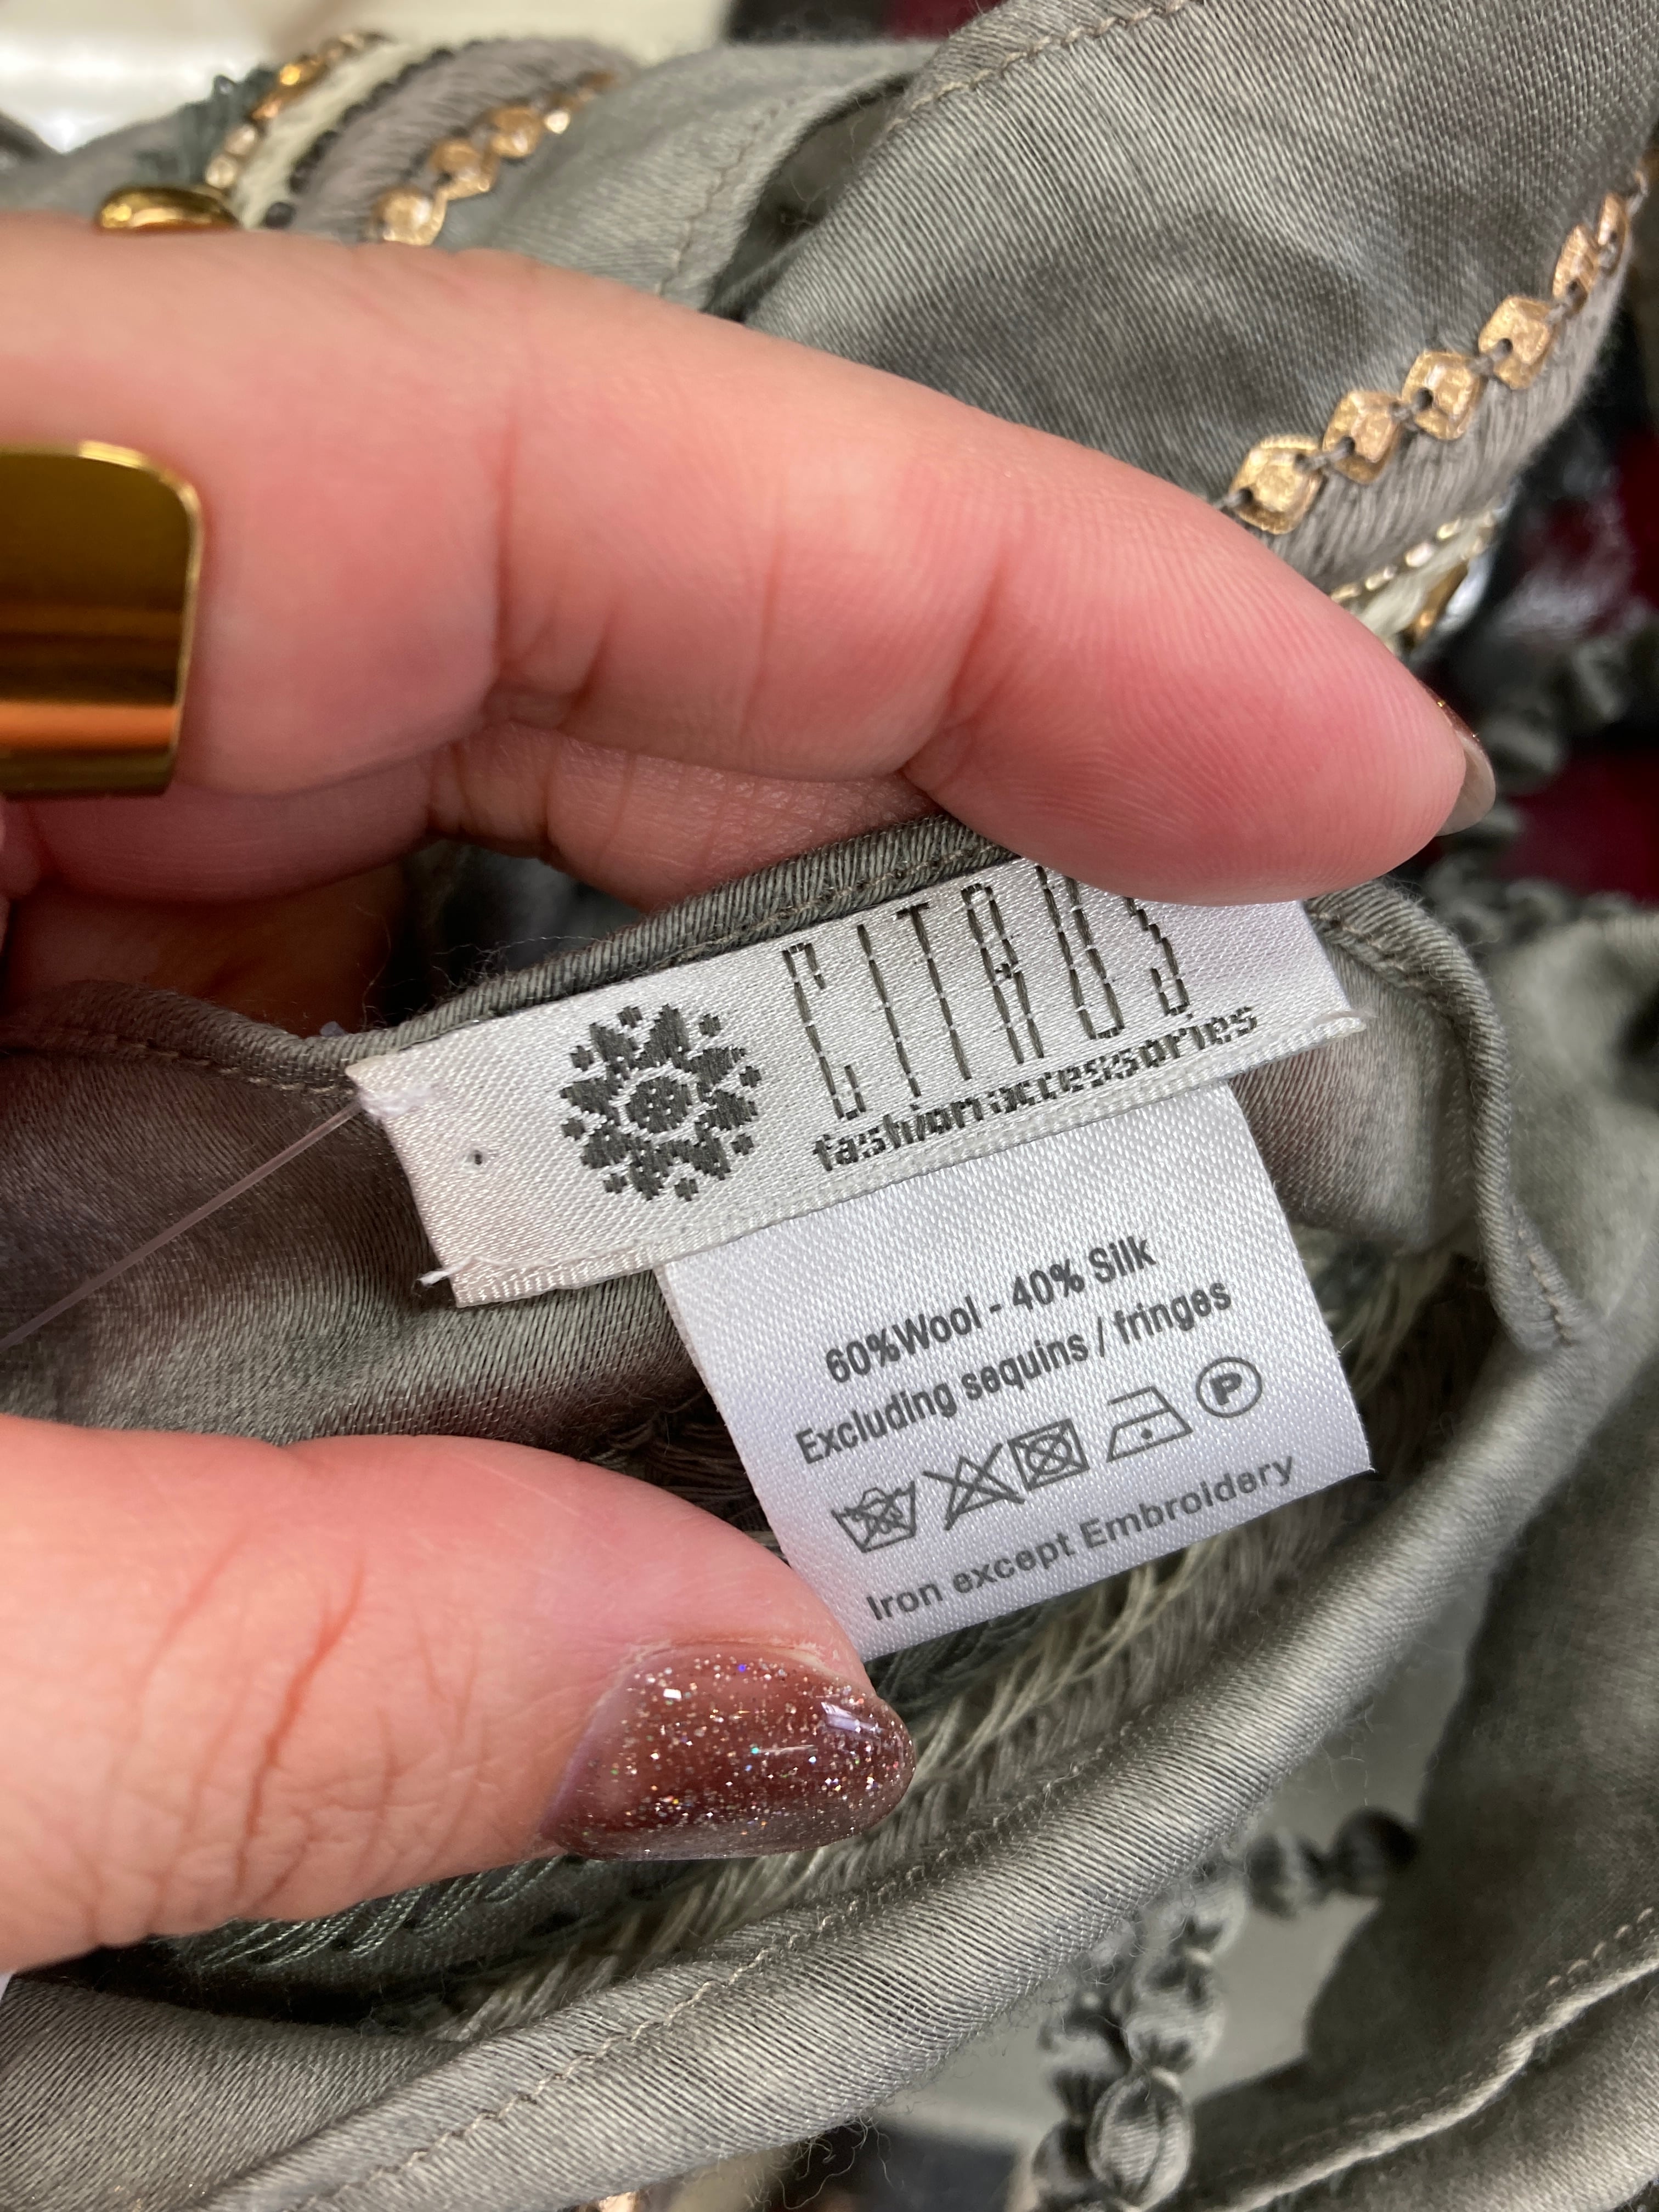 CITRUS
fashion accessories
60%Wool - 40% Silk
Excluding sequins / fringes
P
Iron except Embroidery